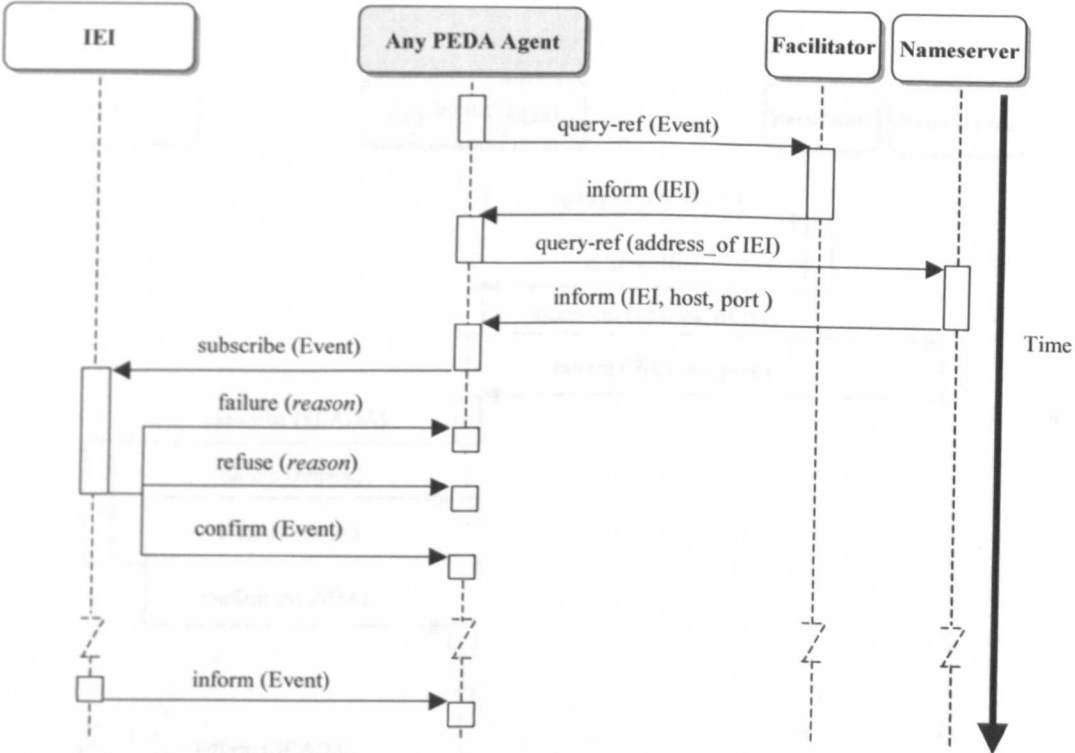 IEI
Any PEDA Agent
Facilitator
Nameserver
query-ref (Event)
inform (IEI)
query-ref (address_of IEI)
inform (IEI, host, port )
Time
subscribe (Event)
failure (reason)
refuse (reason)
confirm (Event)
inform (Event)